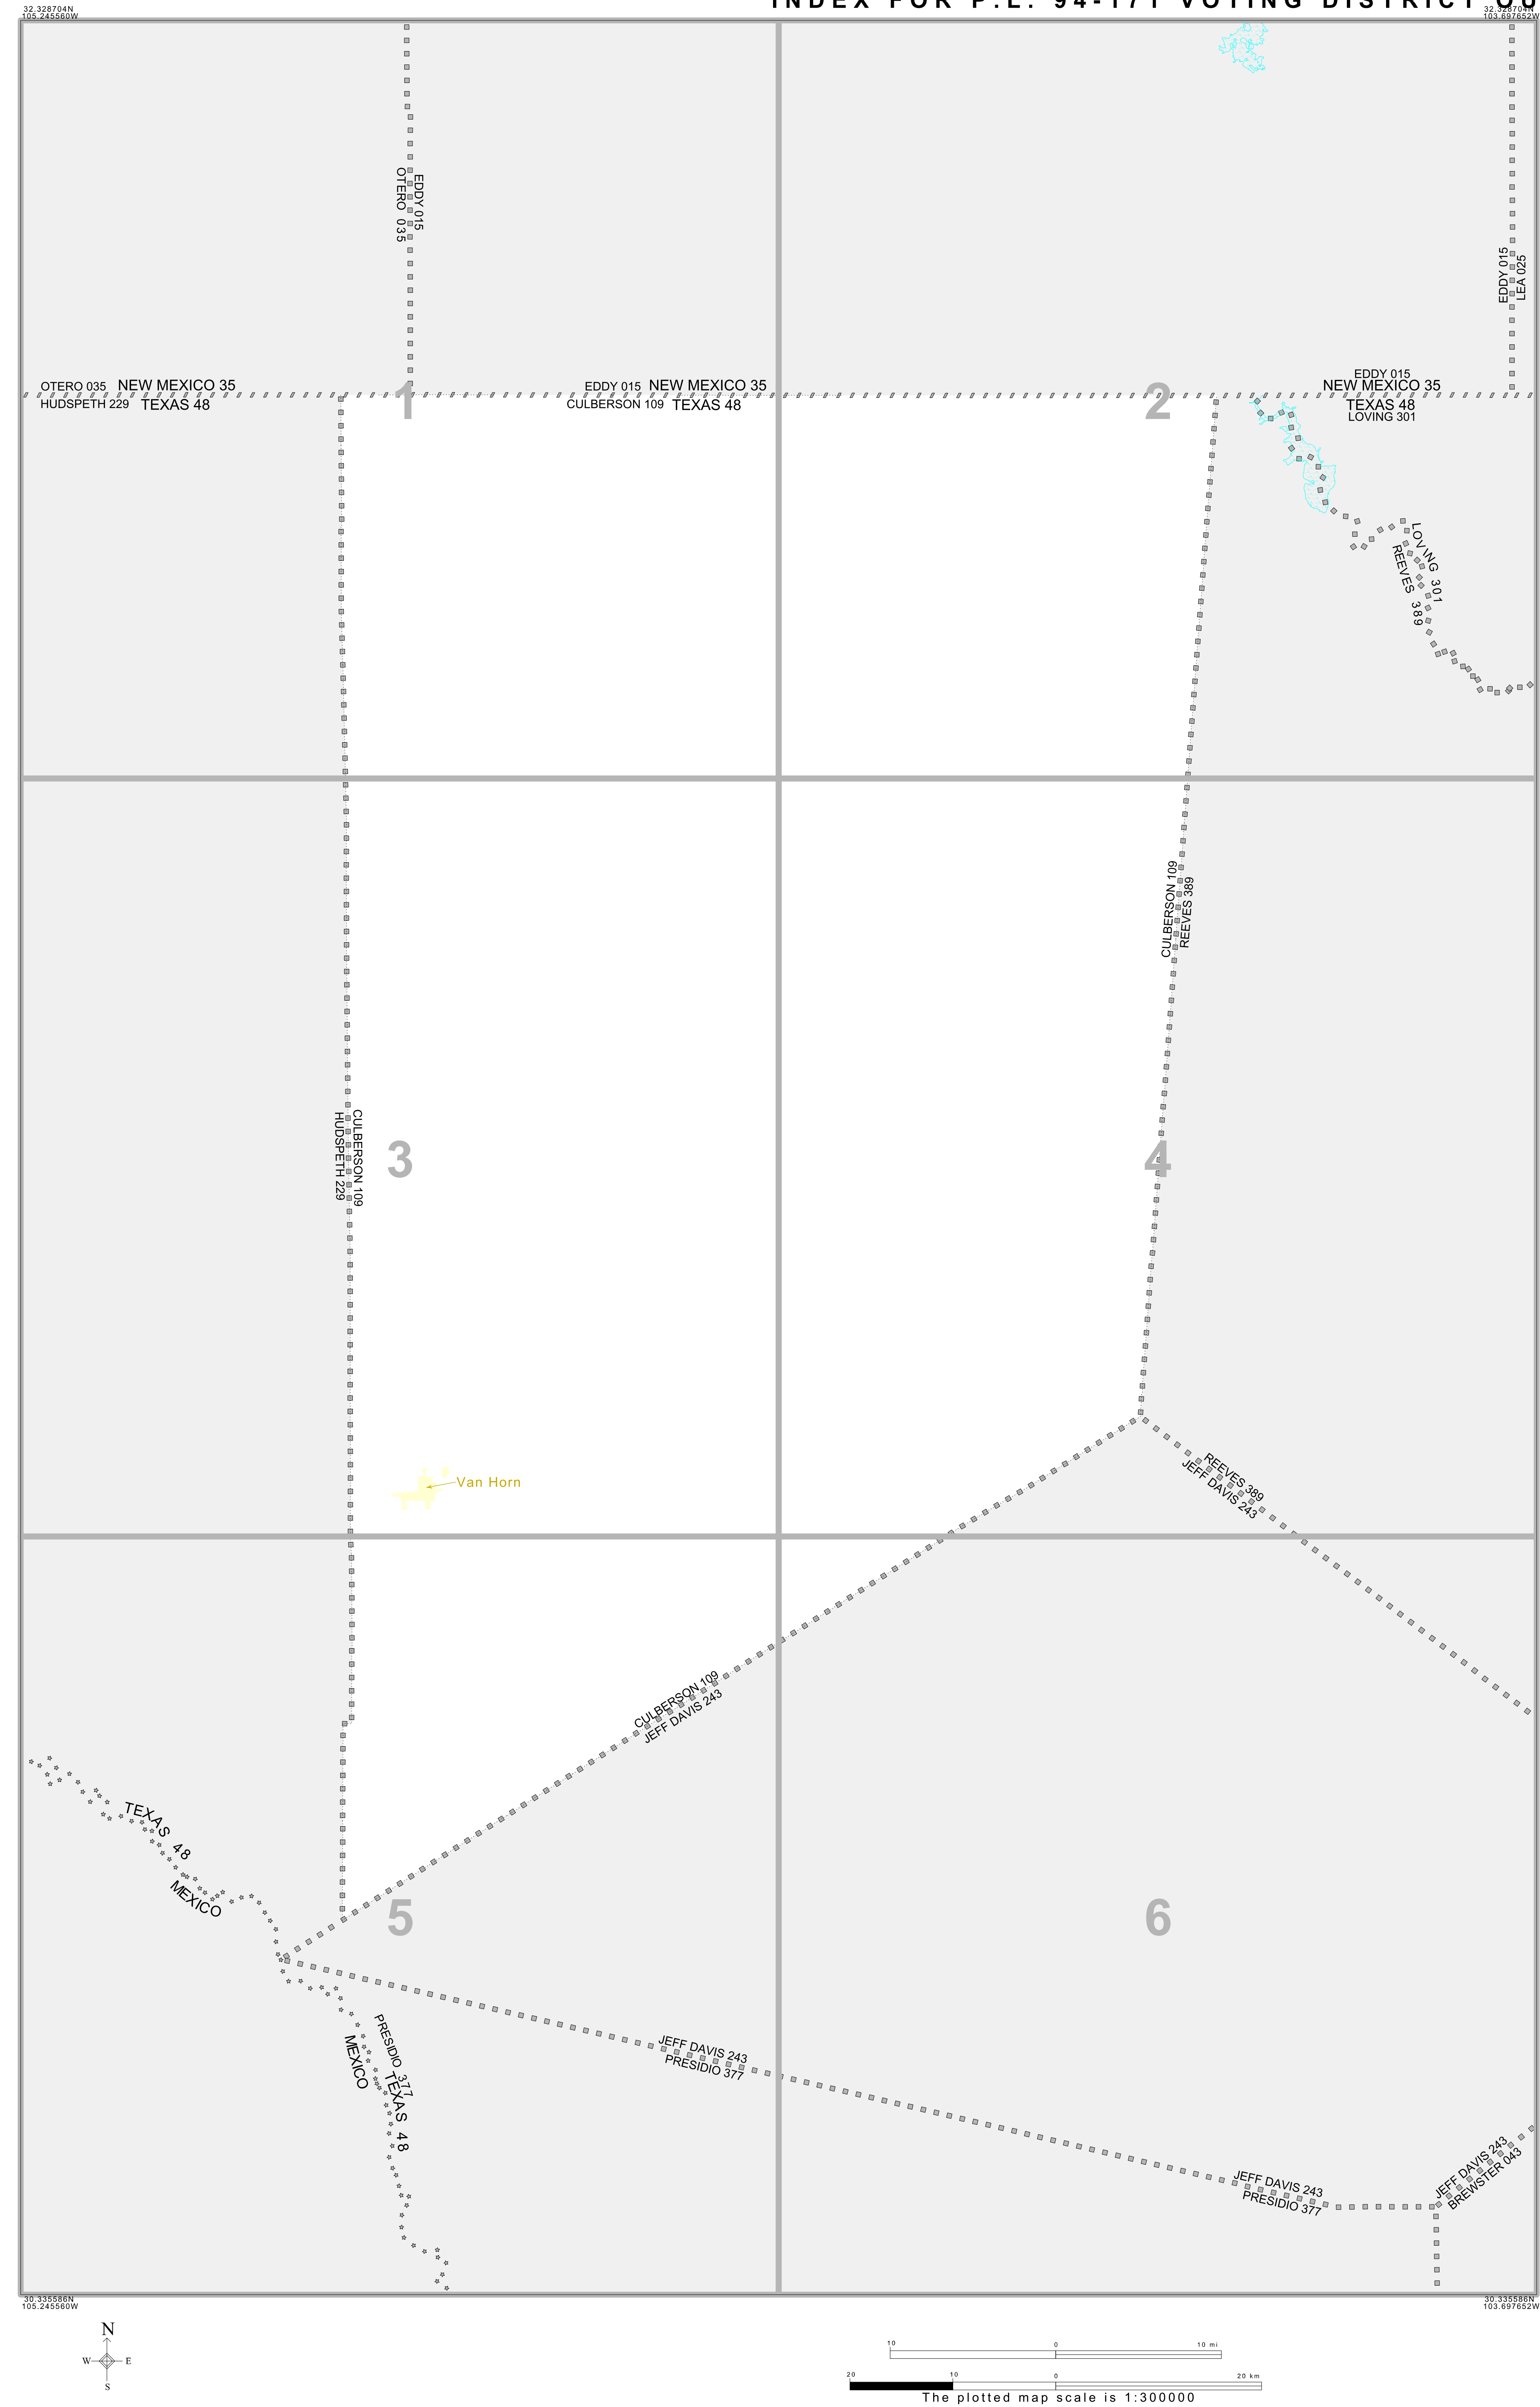 INDEX FOR P.L. 94-171 VOTING DISTRICT OU
32.328704N
105.245560W
32.328704N
103.697652W
OTERO 035
EDDY 015
EDDY 015
LEA 025
OTERO 035 NEW MEXICO 35
HUDSPETH 229 TEXAS 48
1
EDDY 015 NEW MEXICO 35
CULBERSON 109 TEXAS 48
2
EDDY 015
NEW MEXICO 35
TEXAS 48
LOVING 301
LOVING 301
REEVES 389
CULBERSON 109
REEVES 389
HUDSPETH 229
CULBERSON 109
3
4
Van Horn
REEVES 389
JEFF DAVIS 243
CULBERSON 109
JEFF DAVIS 243
TEXAS 48
MEXICO
5
6
PRESIDIO 377
TEXAS 48
MEXICO
JEFF DAVIS 243
PRESIDIO 377
JEFF DAVIS 243
PRESIDIO 377
JEFF DAVIS 243
BREWSTER 043
30.335586N
105.245560W
30.335586N
103.697652W
N
W E
S
10 0 10 mi
20 10 0 20 km
The plotted map scale is 1:300000